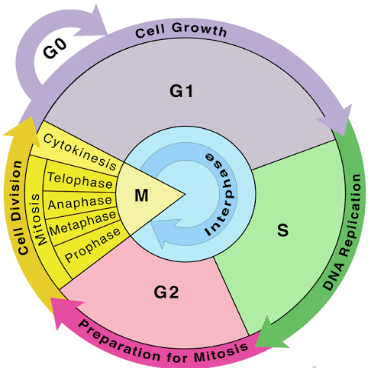 G0
Cell Growth
G1
Cytokinesis
Telophase
Anaphase
Metaphase
Prophase
Mitosis
Cell Division
M
Interphase
S
DNA Replication
G2
Preparation for Mitosis